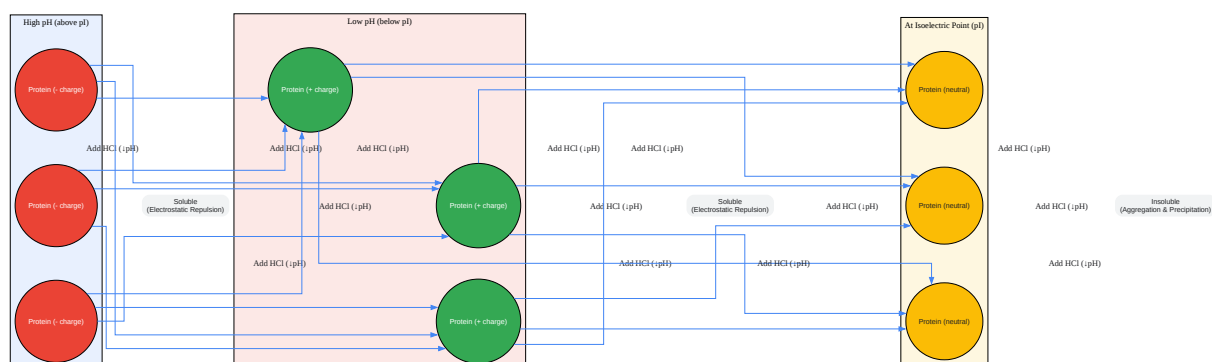 High pH (above pI)
Low pH (below pI)
At Isoelectric Point (pI)
Protein (- charge)
Protein (+ charge)
Protein (neutral)
Add HCl (↓pH)
Add HCl (↓pH)
Add HCl (↓pH)
Add HCl (↓pH)
Add HCl (↓pH)
Add HCl (↓pH)
Protein (- charge)
Soluble
(Electrostatic Repulsion)
Add HCl (↓pH)
Protein (+ charge)
Add HCl (↓pH)
Soluble
(Electrostatic Repulsion)
Add HCl (↓pH)
Protein (neutral)
Add HCl (↓pH)
Insoluble
(Aggregation & Precipitation)
Add HCl (↓pH)
Add HCl (↓pH)
Add HCl (↓pH)
Add HCl (↓pH)
Protein (- charge)
Protein (+ charge)
Protein (neutral)